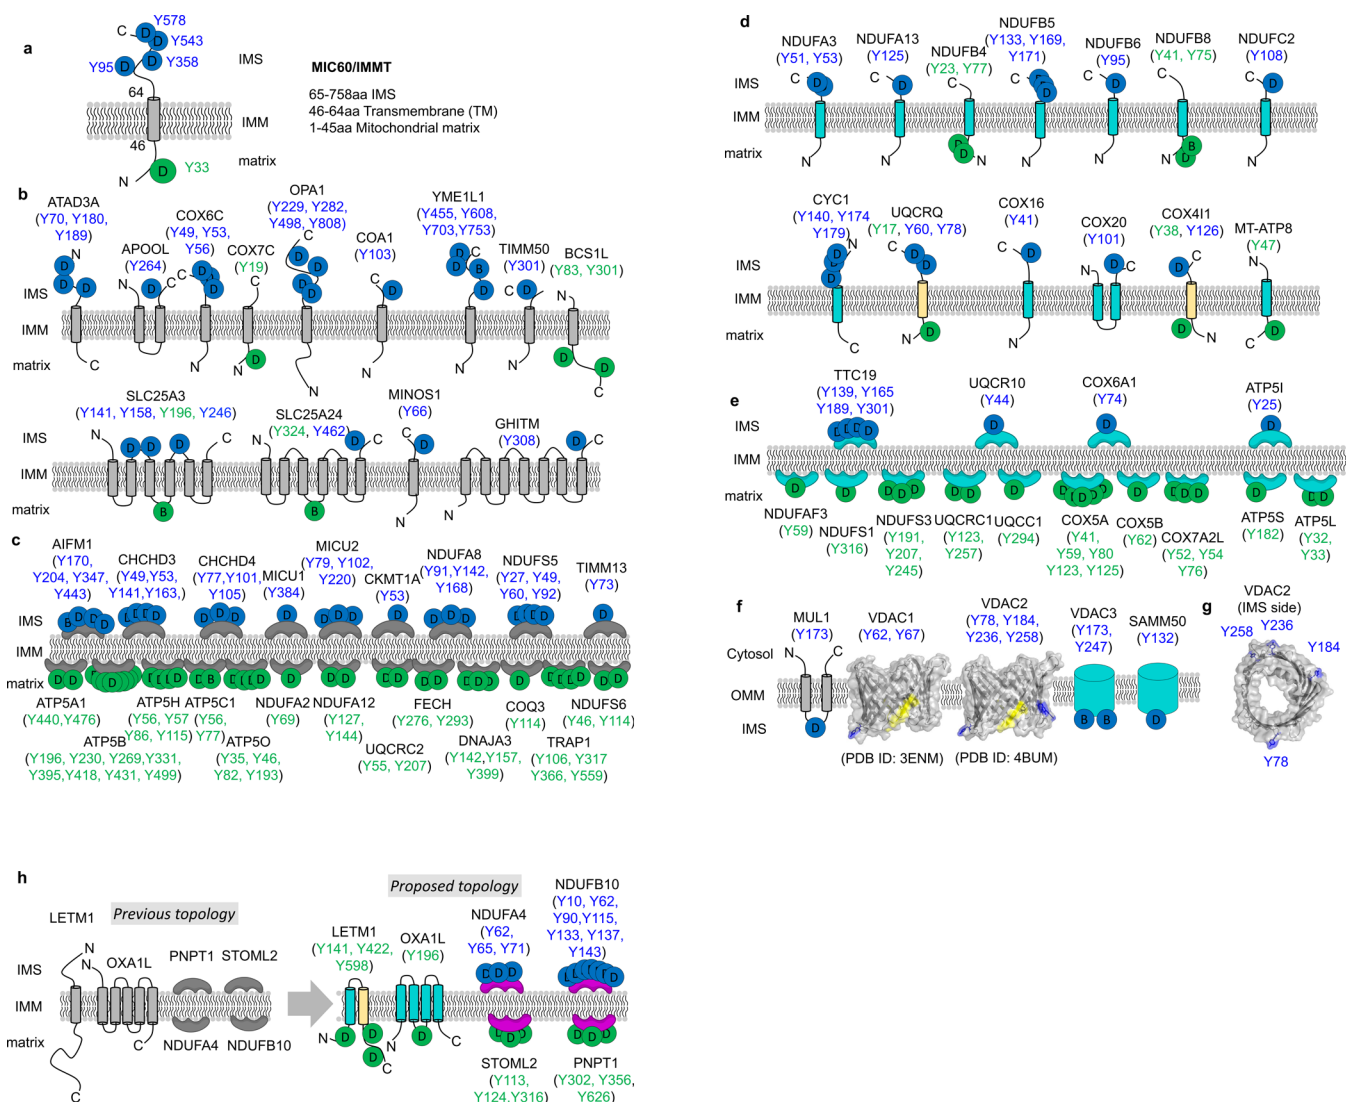 a
Y578
C
D
D
D
Y543
Y95
D
D
Y358
IMS
64
IMM
46
matrix
D
Y33
N
MIC60/IMMT
65-758aa IMS
46-64aa Transmembrane (TM)
1-45aa Mitochondrial matrix
b
ATAD3A
(Y70, Y180,
Y189)
APOOL
(Y264)
COX6C
(Y49, Y53,
Y56)
COX7C
(Y19)
OPA1
(Y229, Y282,
Y498, Y808)
COA1
(Y103)
YME1L1
(Y455, Y608,
Y703, Y753)
TIMM50
(Y301)
BCS1L
(Y83, Y301)
IMS
IMM
matrix
SLC25A3
(Y141, Y158, Y196, Y246)
SLC25A24
(Y324, Y462)
MINOS1
(Y66)
GHITM
(Y308)
IMS
IMM
matrix
c
AIFM1
(Y170,
Y204, Y347,
Y443)
CHCHD3
(Y49, Y53,
Y141, Y163,)
CHCHD4
(Y77, Y101,
Y105)
MICU1
(Y384)
MICU2
(Y79, Y102,
Y220)
CKMT1A
(Y53)
NDUFA8
(Y91, Y142,
Y168)
NDUFS5
(Y27, Y49,
Y60, Y92)
TIMM13
(Y73)
IMS
IMM
matrix
ATP5A1
(Y440, Y476)
ATP5B
(Y196, Y230, Y269, Y331,
Y395, Y418, Y431, Y499)
ATP5H
(Y56, Y57
Y86, Y115)
ATP5C1
(Y56,
Y77)
ATP5O
(Y35, Y46,
Y82, Y193)
NDUFA2
(Y69)
NDUFA12
(Y127,
Y144)
UQCRC2
(Y55, Y207)
FECH
(Y276, Y293)
DNAJA3
(Y142, Y157,
Y399)
COQ3
(Y114)
TRAP1
(Y106, Y317
Y366, Y559)
NDUFS6
(Y46, Y114)
d
NDUFA3
(Y51, Y53)
NDUFA13
(Y125)
NDUFB4
(Y23, Y77)
NDUFB5
(Y133, Y169,
Y171)
NDUFB6
(Y95)
NDUFB8
(Y41, Y75)
NDUFC2
(Y108)
IMS
IMM
matrix
CYC1
(Y140, Y174
Y179)
UQCRQ
(Y17, Y60, Y78)
COX16
(Y41)
COX20
(Y101)
COX4I1
(Y38, Y126)
MT-ATP8
(Y47)
IMS
IMM
matrix
e
TTC19
(Y139, Y165
Y189, Y301)
UQCR10
(Y44)
COX6A1
(Y74)
ATP5I
(Y25)
IMS
IMM
matrix
NDUFAF3
(Y59)
NDUFS1
(Y316)
NDUFS3
(Y191,
Y207,
Y245)
UQCRC1
(Y123,
Y257)
UQCC1
(Y294)
COX5A
(Y41,
Y59, Y80
Y123, Y125)
COX5B
(Y62)
COX7A2L
(Y52, Y54
Y76)
ATP5S
(Y182)
ATP5L
(Y32,
Y33)
f
MUL1
(Y173)
VDAC1
(Y62, Y67)
VDAC2
(Y78, Y184,
Y236, Y258)
VDAC3
(Y173,
Y247)
SAMM50
(Y132)
Cytosol
OMM
IMS
(PDB ID: 3ENM)
(PDB ID: 4BUM)
g
VDAC2
(IMS side)
Y236
Y258
Y184
Y78
h
Previous topology
LETM1
OXA1L
PNPT1
STOML2
NDUFA4
NDUFB10
IMS
IMM
matrix
Proposed topology
LETM1
(Y141, Y422,
Y598)
OXA1L
(Y196)
NDUFA4
(Y62,
Y65, Y71)
NDUFB10
(Y10, Y62,
Y90, Y115,
Y133, Y137,
Y143)
STOML2
(Y113,
Y124, Y316)
PNPT1
(Y302, Y356,
Y626)